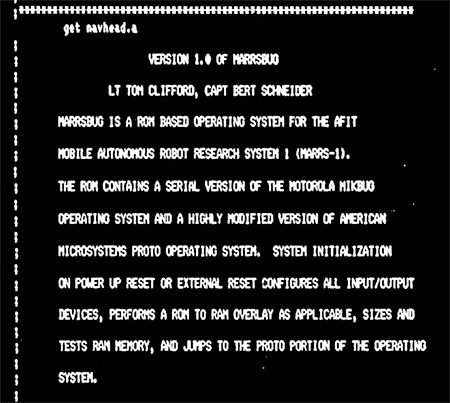 get navhead.a
VERSION 1.0 OF MARRSBUG
LT TOM CLIFFORD, CAPT BERT SCHNEIDER
MARRSBUG IS A ROM BASED OPERATING SYSTEM FOR THE AFIT
MOBILE AUTONOMOUS ROBOT RESEARCH SYSTEM 1 (MARRS-1).
THE ROM CONTAINS A SERIAL VERSION OF THE MOTOROLA MIKBUG
OPERATING SYSTEM AND A HIGHLY MODIFIED VERSION OF AMERICAN
MICROSYSTEMS PROTO OPERATING SYSTEM. SYSTEM INITIALIZATION
ON POWER UP RESET OR EXTERNAL RESET CONFIGURES ALL INPUT/OUTPUT
DEVICES, PERFORMS A ROM TO RAM OVERLAY AS APPLICABLE, SIZES AND
TESTS RAM MEMORY, AND JUMPS TO THE PROTO PORTION OF THE OPERATING
SYSTEM.